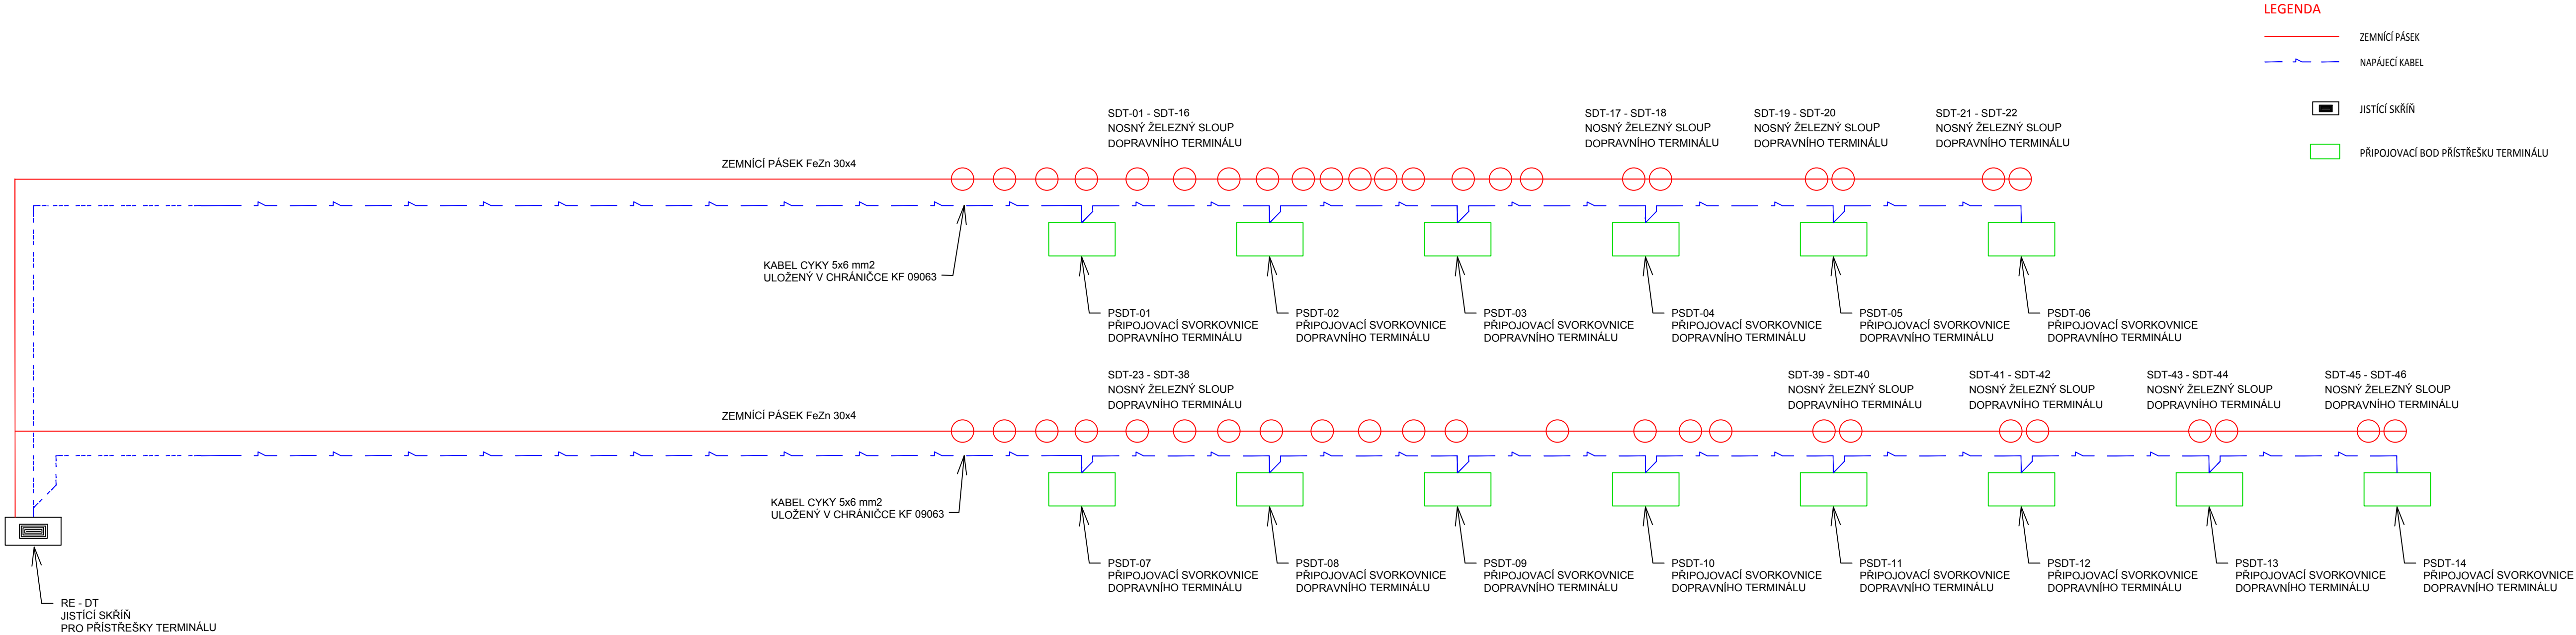 LEGENDA
ZEMNÍCÍ PÁSEK
NAPÁJECÍ KABEL
JISTÍCÍ SKŘÍŇ
PŘIPOJOVACÍ BOD PŘÍSTŘEŠKU TERMINÁLU
SDT-01 - SDT-16
NOSNÝ ŽELEZNÝ SLOUP
DOPRAVNÍHO TERMINÁLU
SDT-17 - SDT-18
NOSNÝ ŽELEZNÝ SLOUP
DOPRAVNÍHO TERMINÁLU
SDT-19 - SDT-20
NOSNÝ ŽELEZNÝ SLOUP
DOPRAVNÍHO TERMINÁLU
SDT-21 - SDT-22
NOSNÝ ŽELEZNÝ SLOUP
DOPRAVNÍHO TERMINÁLU
ZEMNÍCÍ PÁSEK FeZn 30x4
KABEL CYKY 5x6 mm2
ULOŽENÝ V CHRÁNIČCE KF 09063
PSDT-01
PŘIPOJOVACÍ SVORKOVNICE
DOPRAVNÍHO TERMINÁLU
PSDT-02
PŘIPOJOVACÍ SVORKOVNICE
DOPRAVNÍHO TERMINÁLU
PSDT-03
PŘIPOJOVACÍ SVORKOVNICE
DOPRAVNÍHO TERMINÁLU
PSDT-04
PŘIPOJOVACÍ SVORKOVNICE
DOPRAVNÍHO TERMINÁLU
PSDT-05
PŘIPOJOVACÍ SVORKOVNICE
DOPRAVNÍHO TERMINÁLU
PSDT-06
PŘIPOJOVACÍ SVORKOVNICE
DOPRAVNÍHO TERMINÁLU
SDT-23 - SDT-38
NOSNÝ ŽELEZNÝ SLOUP
DOPRAVNÍHO TERMINÁLU
SDT-39 - SDT-40
NOSNÝ ŽELEZNÝ SLOUP
DOPRAVNÍHO TERMINÁLU
SDT-41 - SDT-42
NOSNÝ ŽELEZNÝ SLOUP
DOPRAVNÍHO TERMINÁLU
SDT-43 - SDT-44
NOSNÝ ŽELEZNÝ SLOUP
DOPRAVNÍHO TERMINÁLU
SDT-45 - SDT-46
NOSNÝ ŽELEZNÝ SLOUP
DOPRAVNÍHO TERMINÁLU
ZEMNÍCÍ PÁSEK FeZn 30x4
KABEL CYKY 5x6 mm2
ULOŽENÝ V CHRÁNIČCE KF 09063
PSDT-07
PŘIPOJOVACÍ SVORKOVNICE
DOPRAVNÍHO TERMINÁLU
PSDT-08
PŘIPOJOVACÍ SVORKOVNICE
DOPRAVNÍHO TERMINÁLU
PSDT-09
PŘIPOJOVACÍ SVORKOVNICE
DOPRAVNÍHO TERMINÁLU
PSDT-10
PŘIPOJOVACÍ SVORKOVNICE
DOPRAVNÍHO TERMINÁLU
PSDT-11
PŘIPOJOVACÍ SVORKOVNICE
DOPRAVNÍHO TERMINÁLU
PSDT-12
PŘIPOJOVACÍ SVORKOVNICE
DOPRAVNÍHO TERMINÁLU
PSDT-13
PŘIPOJOVACÍ SVORKOVNICE
DOPRAVNÍHO TERMINÁLU
PSDT-14
PŘIPOJOVACÍ SVORKOVNICE
DOPRAVNÍHO TERMINÁLU
RE - DT
JISTÍCÍ SKŘÍŇ
PRO PŘÍSTŘEŠKY TERMINÁLU